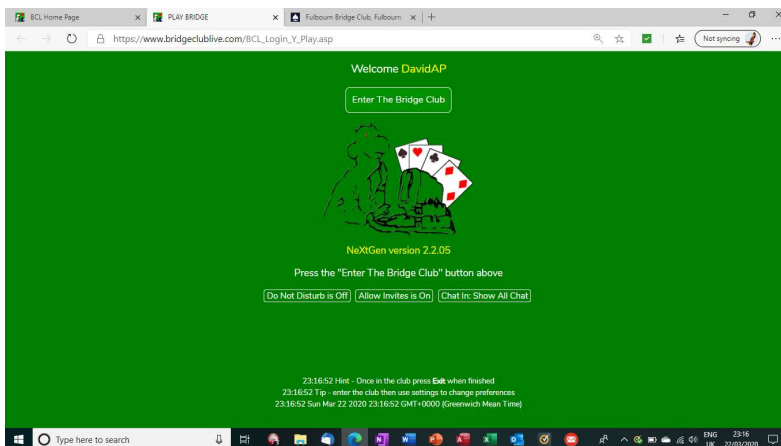 BCL Home Page
PLAY BRIDGE
Fulbourn Bridge Club, Fulbourn
https://www.bridgeclublive.com/BCL_Login_Y_Play.asp
Not syncing
Welcome DavidAP
Enter The Bridge Club
NeXtGen version 2.2.05
Press the "Enter The Bridge Club" button above
Do Not Disturb is Off Allow Invites is On Chat In: Show All Chat
23:16:52 Hint - Once in the club press Exit when finished
23:16:52 Tip - enter the club then use settings to change preferences
23:16:52 Sun Mar 22 2020 23:16:52 GMT+0000 (Greenwich Mean Time)
Type here to search
ENG
UK
23:16
22/03/2020